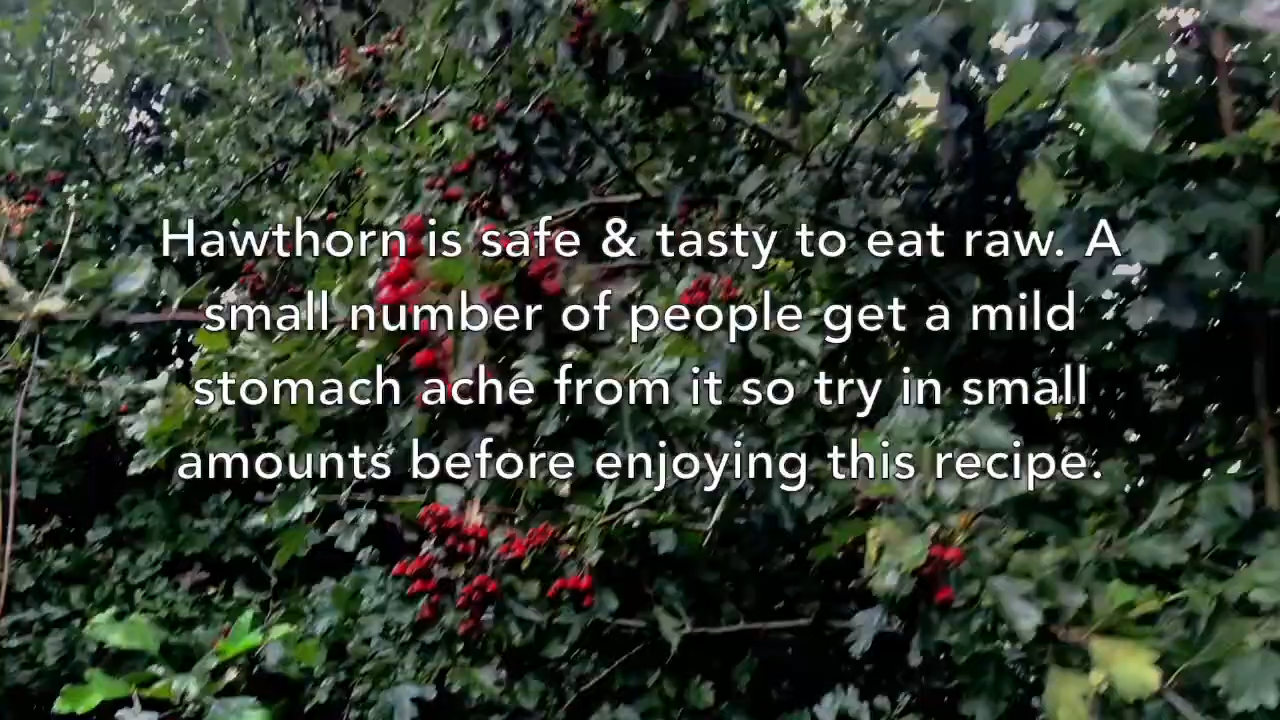 Hawthorn is safe & tasty to eat raw. A
small number of people get a mild
stomach ache from it so try in small
amounts before enjoying this recipe.